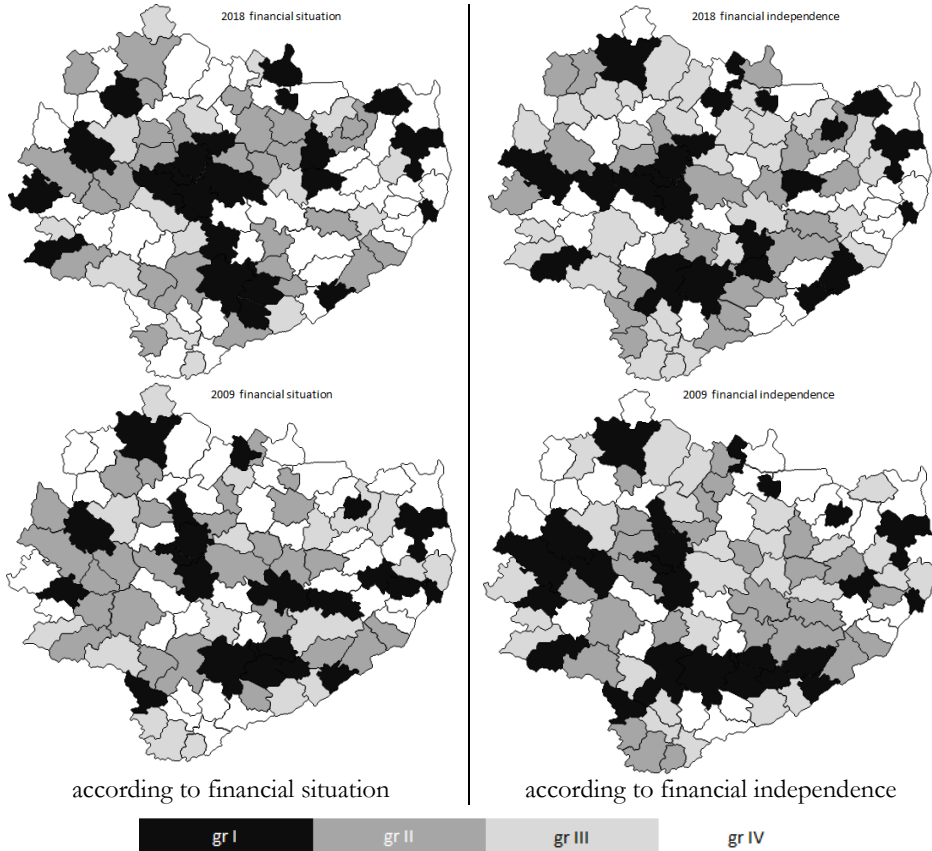 2018 financial situation
2018 financial independence
2009 financial situation
2009 financial independence
according to financial situation
according to financial independence
gr I gr II gr III gr IV